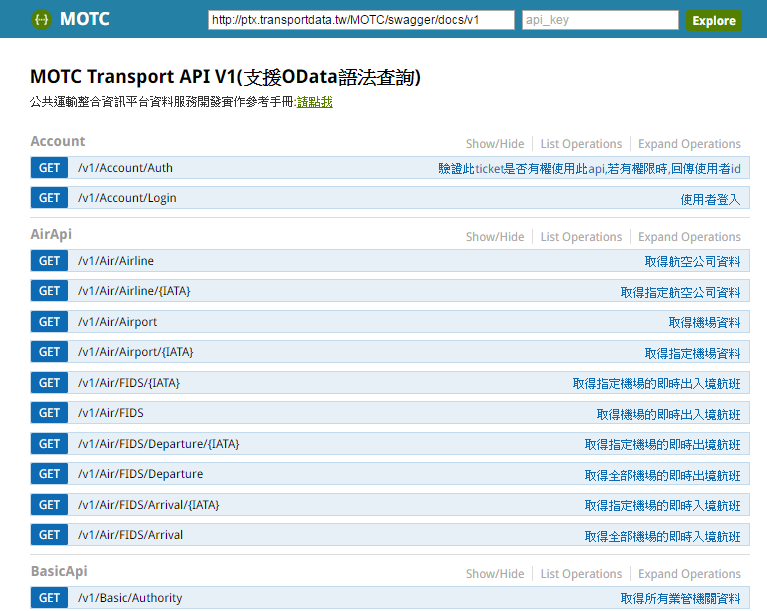 {··} MOTC http://ptx.transportdata.tw/MOTC/swagger/docs/v1 api_key Explore
MOTC Transport API V1(支援OData語法查詢)
公共運輸整合資訊平台資料服務開發實作參考手冊:請點我
Account Show/Hide List Operations Expand Operations
GET /v1/Account/Auth 驗證此ticket是否有權使用此api,若有權限時,回傳使用者id
GET /v1/Account/Login 使用者登入
AirApi Show/Hide List Operations Expand Operations
GET /v1/Air/Airline 取得航空公司資料
GET /v1/Air/Airline/{IATA} 取得指定航空公司資料
GET /v1/Air/Airport 取得機場資料
GET /v1/Air/Airport/{IATA} 取得指定機場資料
GET /v1/Air/FIDS/{IATA} 取得指定機場的即時出入境航班
GET /v1/Air/FIDS 取得機場的即時出入境航班
GET /v1/Air/FIDS/Departure/{IATA} 取得指定機場的即時出境航班
GET /v1/Air/FIDS/Departure 取得全部機場的即時出境航班
GET /v1/Air/FIDS/Arrival/{IATA} 取得指定機場的即時入境航班
GET /v1/Air/FIDS/Arrival 取得全部機場的即時入境航班
BasicApi Show/Hide List Operations Expand Operations
GET /v1/Basic/Authority 取得所有業管機關資料